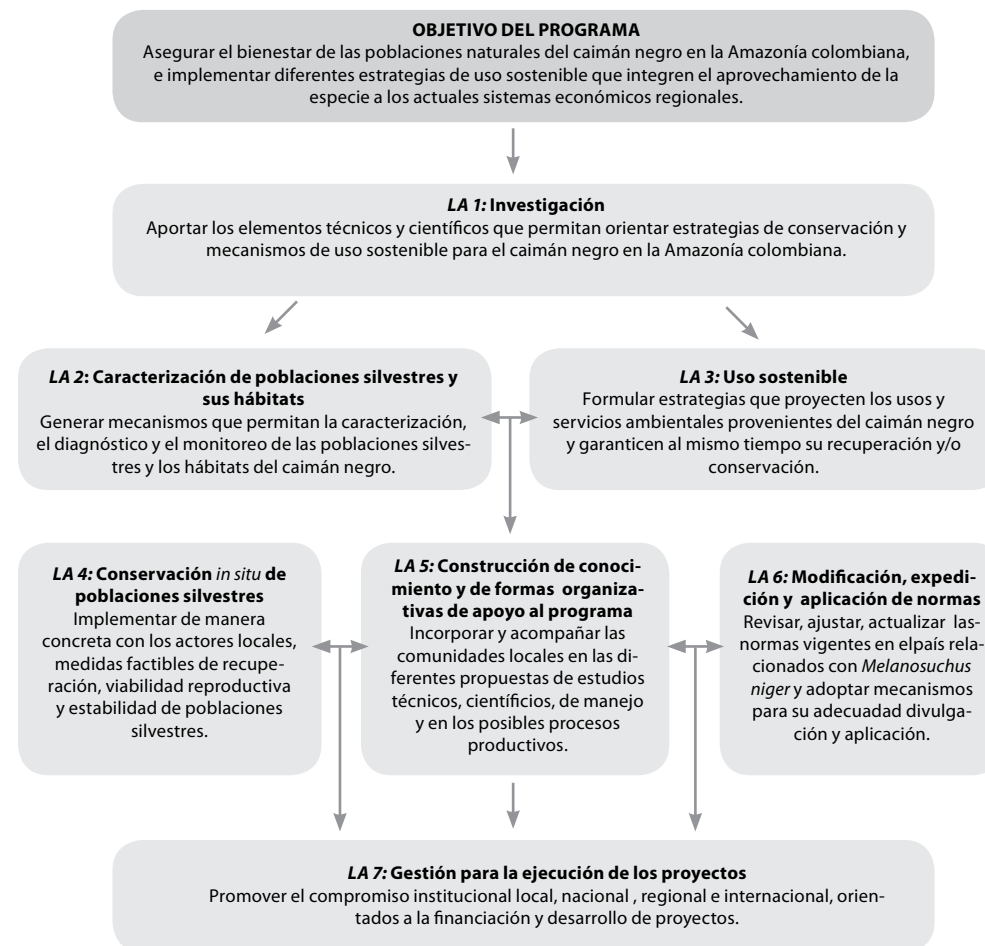 OBJETIVO DEL PROGRAMA
Asegurar el bienestar de las poblaciones naturales del caimán negro en la Amazonía colombiana,
e implementar diferentes estrategias de uso sostenible que integren el aprovechamiento de la
especie a los actuales sistemas económicos regionales.
LA 1: Investigación
Aportar los elementos técnicos y científicos que permitan orientar estrategias de conservación y
mecanismos de uso sostenible para el caimán negro en la Amazonía colombiana.
LA 2: Caracterización de poblaciones silvestres y
sus hábitats
Generar mecanismos que permitan la caracterización,
el diagnóstico y el monitoreo de las poblaciones silves-
tres y los hábitats del caimán negro.
LA 3: Uso sostenible
Formular estrategias que proyecten los usos y
servicios ambientales provenientes del caimán negro
y garanticen al mismo tiempo su recuperación y/o
conservación.
LA 4: Conservación in situ de
poblaciones silvestres
Implementar de manera
concreta con los actores locales,
medidas factibles de recupe-
ración, viabilidad reproductiva
y estabilidad de poblaciones
silvestres.
LA 5: Construcción de conoci-
miento y de formas organiza-
tivas de apoyo al programa
Incorporar y acompañar las
comunidades locales en las di-
ferentes propuestas de estudios
técnicos, científicios, de manejo
y en los posibles procesos
productivos.
LA 6: Modificación, expedi-
ción y aplicación de normas
Revisar, ajustar, actualizar las-
normas vigentes en elpaís rela-
cionados con Melanosuchus
niger y adoptar mecanismos
para su adecuadad divulga-
ción y aplicación.
LA 7: Gestión para la ejecución de los proyectos
Promover el compromiso institucional local, nacional , regional e internacional, orien-
tados a la financiación y desarrollo de proyectos.